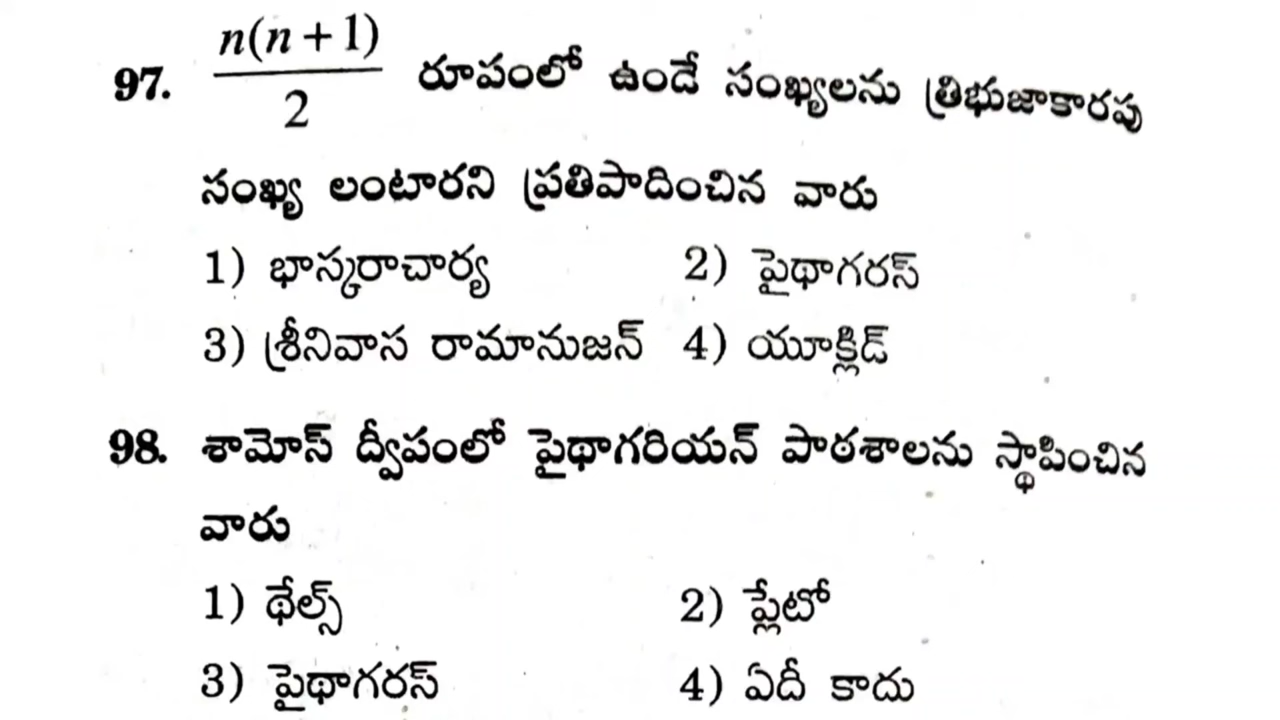 97. n(n + 1)/2 రూపంలో ఉండే సంఖ్యలను త్రిభుజాకారపు
సంఖ్య లంటారని ప్రతిపాదించిన వారు
1) భాస్కరాచార్య 2) పైథాగరస్
3) శ్రీనివాస రామానుజన్ 4) యూక్లిడ్
98. శామోస్ ద్వీపంలో పైథాగరియన్ పాఠశాలను స్థాపించిన
వారు
1) థేల్స్ 2) ప్లేటో
3) పైథాగరస్ 4) ఏదీ కాదు